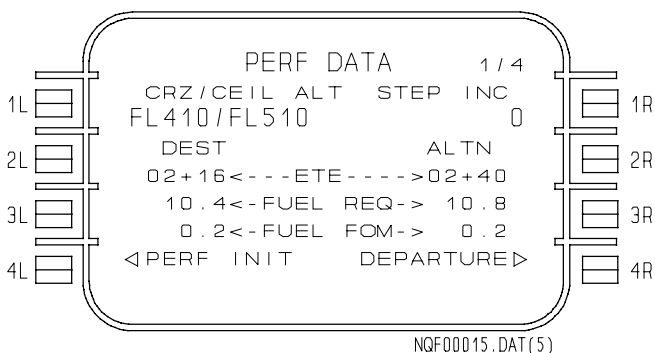 PERF DATA 1/4
CRZ/CEIL ALT STEP INC
1L 1R
FL410/FL510 0
DEST ALTN
2L 2R
02+16<---ETE---->02+40
10.4<-FUEL REQ-> 10.8
3L 3R
0.2<-FUEL FOM-> 0.2
◁PERF INIT DEPARTURE▷
4L 4R
NQF00015.DAT(5)